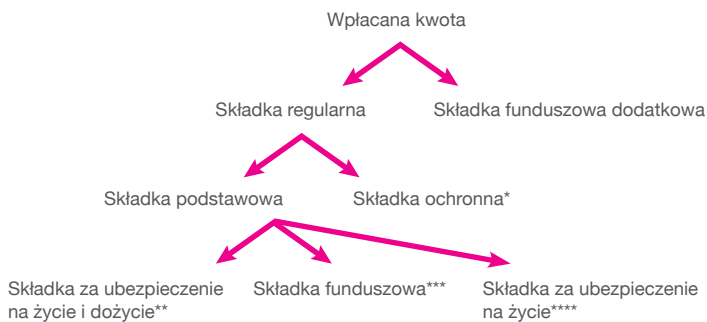 Wpłacana kwota
Składka regularna
Składka funduszowa dodatkowa
Składka podstawowa
Składka ochronna*
Składka za ubezpieczenie
na życie i dożycie**
Składka funduszowa***
Składka za ubezpieczenie
na życie****